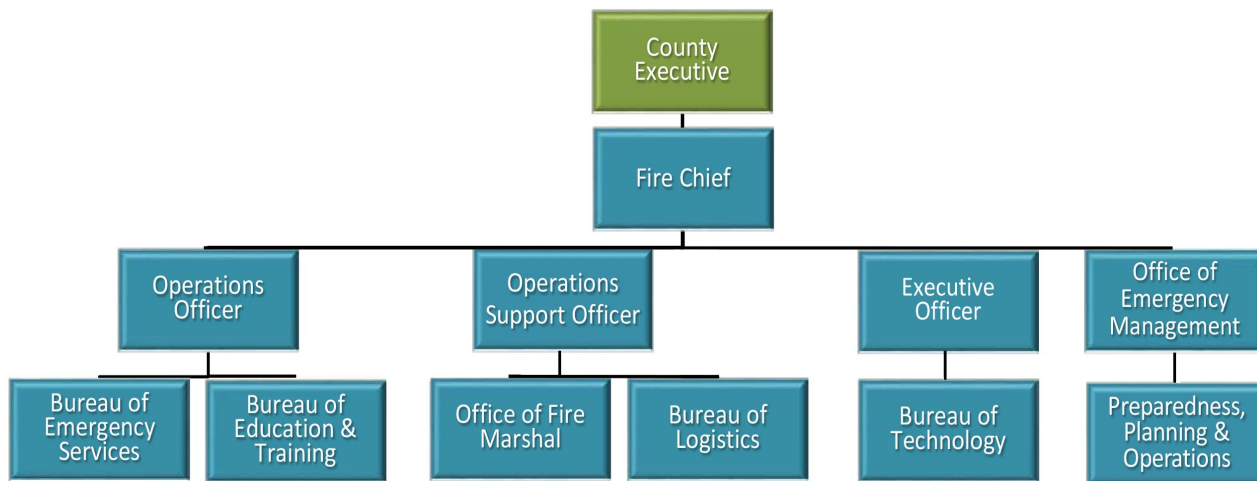 County
Executive
Fire Chief
Operations
Officer
Operations
Support Officer
Executive
Officer
Office of
Emergency
Management
Bureau of
Emergency
Services
Bureau of
Education &
Training
Office of Fire
Marshal
Bureau of
Logistics
Bureau of
Technology
Preparedness,
Planning &
Operations